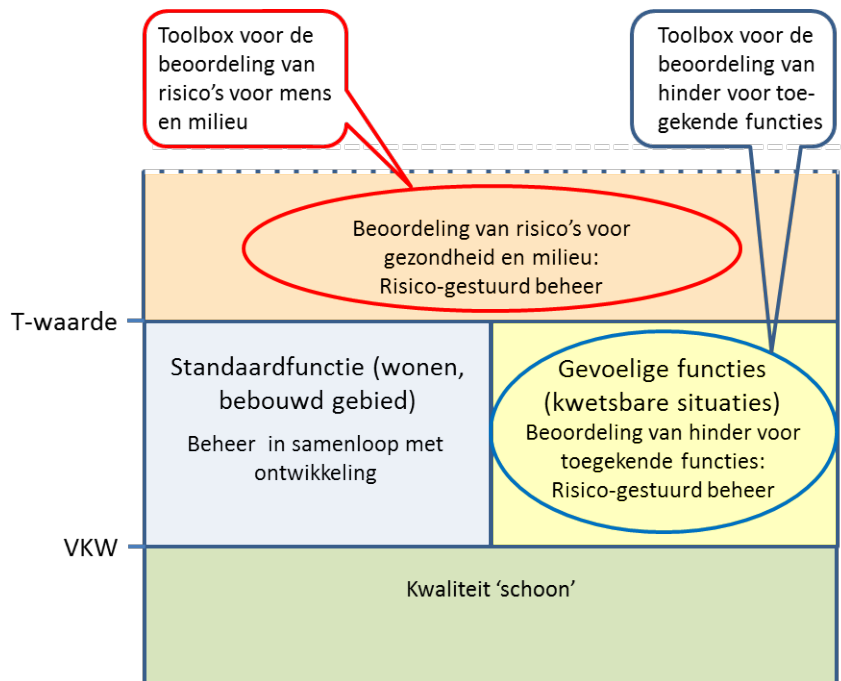 Toolbox voor de
beoordeling van
risico’s voor mens
en milieu
Toolbox voor de
beoordeling van
hinder voor toe-
gekende functies
Beoordeling van risico’s voor
gezondheid en milieu:
Risico-gestuurd beheer
T-waarde
Standaardfunctie (wonen,
bebouwd gebied)
Beheer in samenloop met
ontwikkeling
Gevoelige functies
(kwetsbare situaties)
Beoordeling van hinder voor
toegekende functies:
Risico-gestuurd beheer
VKW
Kwaliteit ‘schoon’